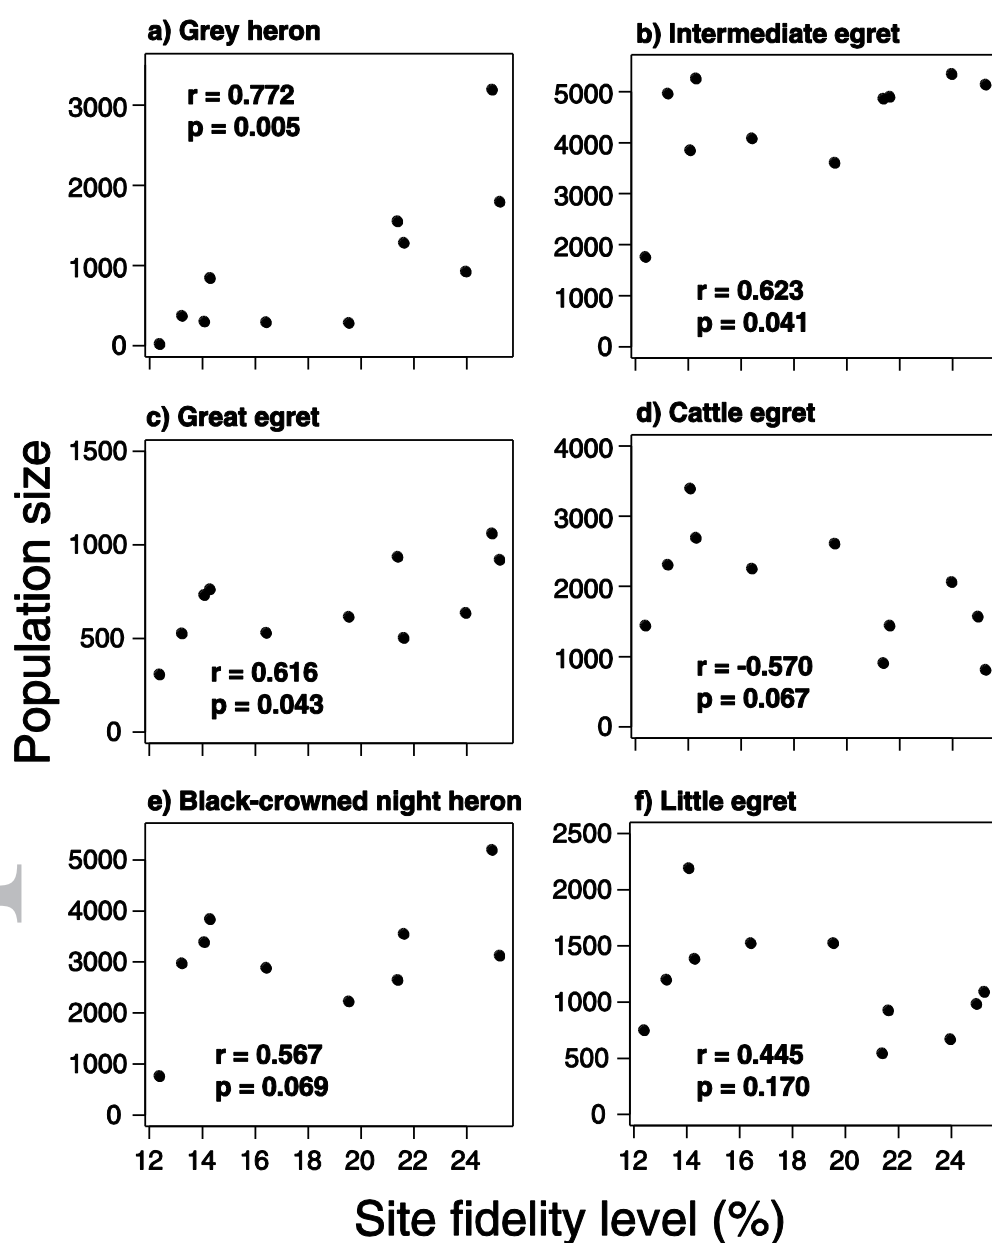 a) Grey heron
r = 0.772
p = 0.005
3000
2000
1000
0
b) Intermediate egret
5000
4000
3000
2000
1000
0
r = 0.623
p = 0.041
Population size
c) Great egret
1500
1000
500
0
r = 0.616
p = 0.043
d) Cattle egret
4000
3000
2000
1000
0
r = -0.570
p = 0.067
e) Black-crowned night heron
5000
4000
3000
2000
1000
0
r = 0.567
p = 0.069
12 14 16 18 20 22 24
f) Little egret
2500
2000
1500
1000
500
0
r = 0.445
p = 0.170
12 14 16 18 20 22 24
Site fidelity level (%)